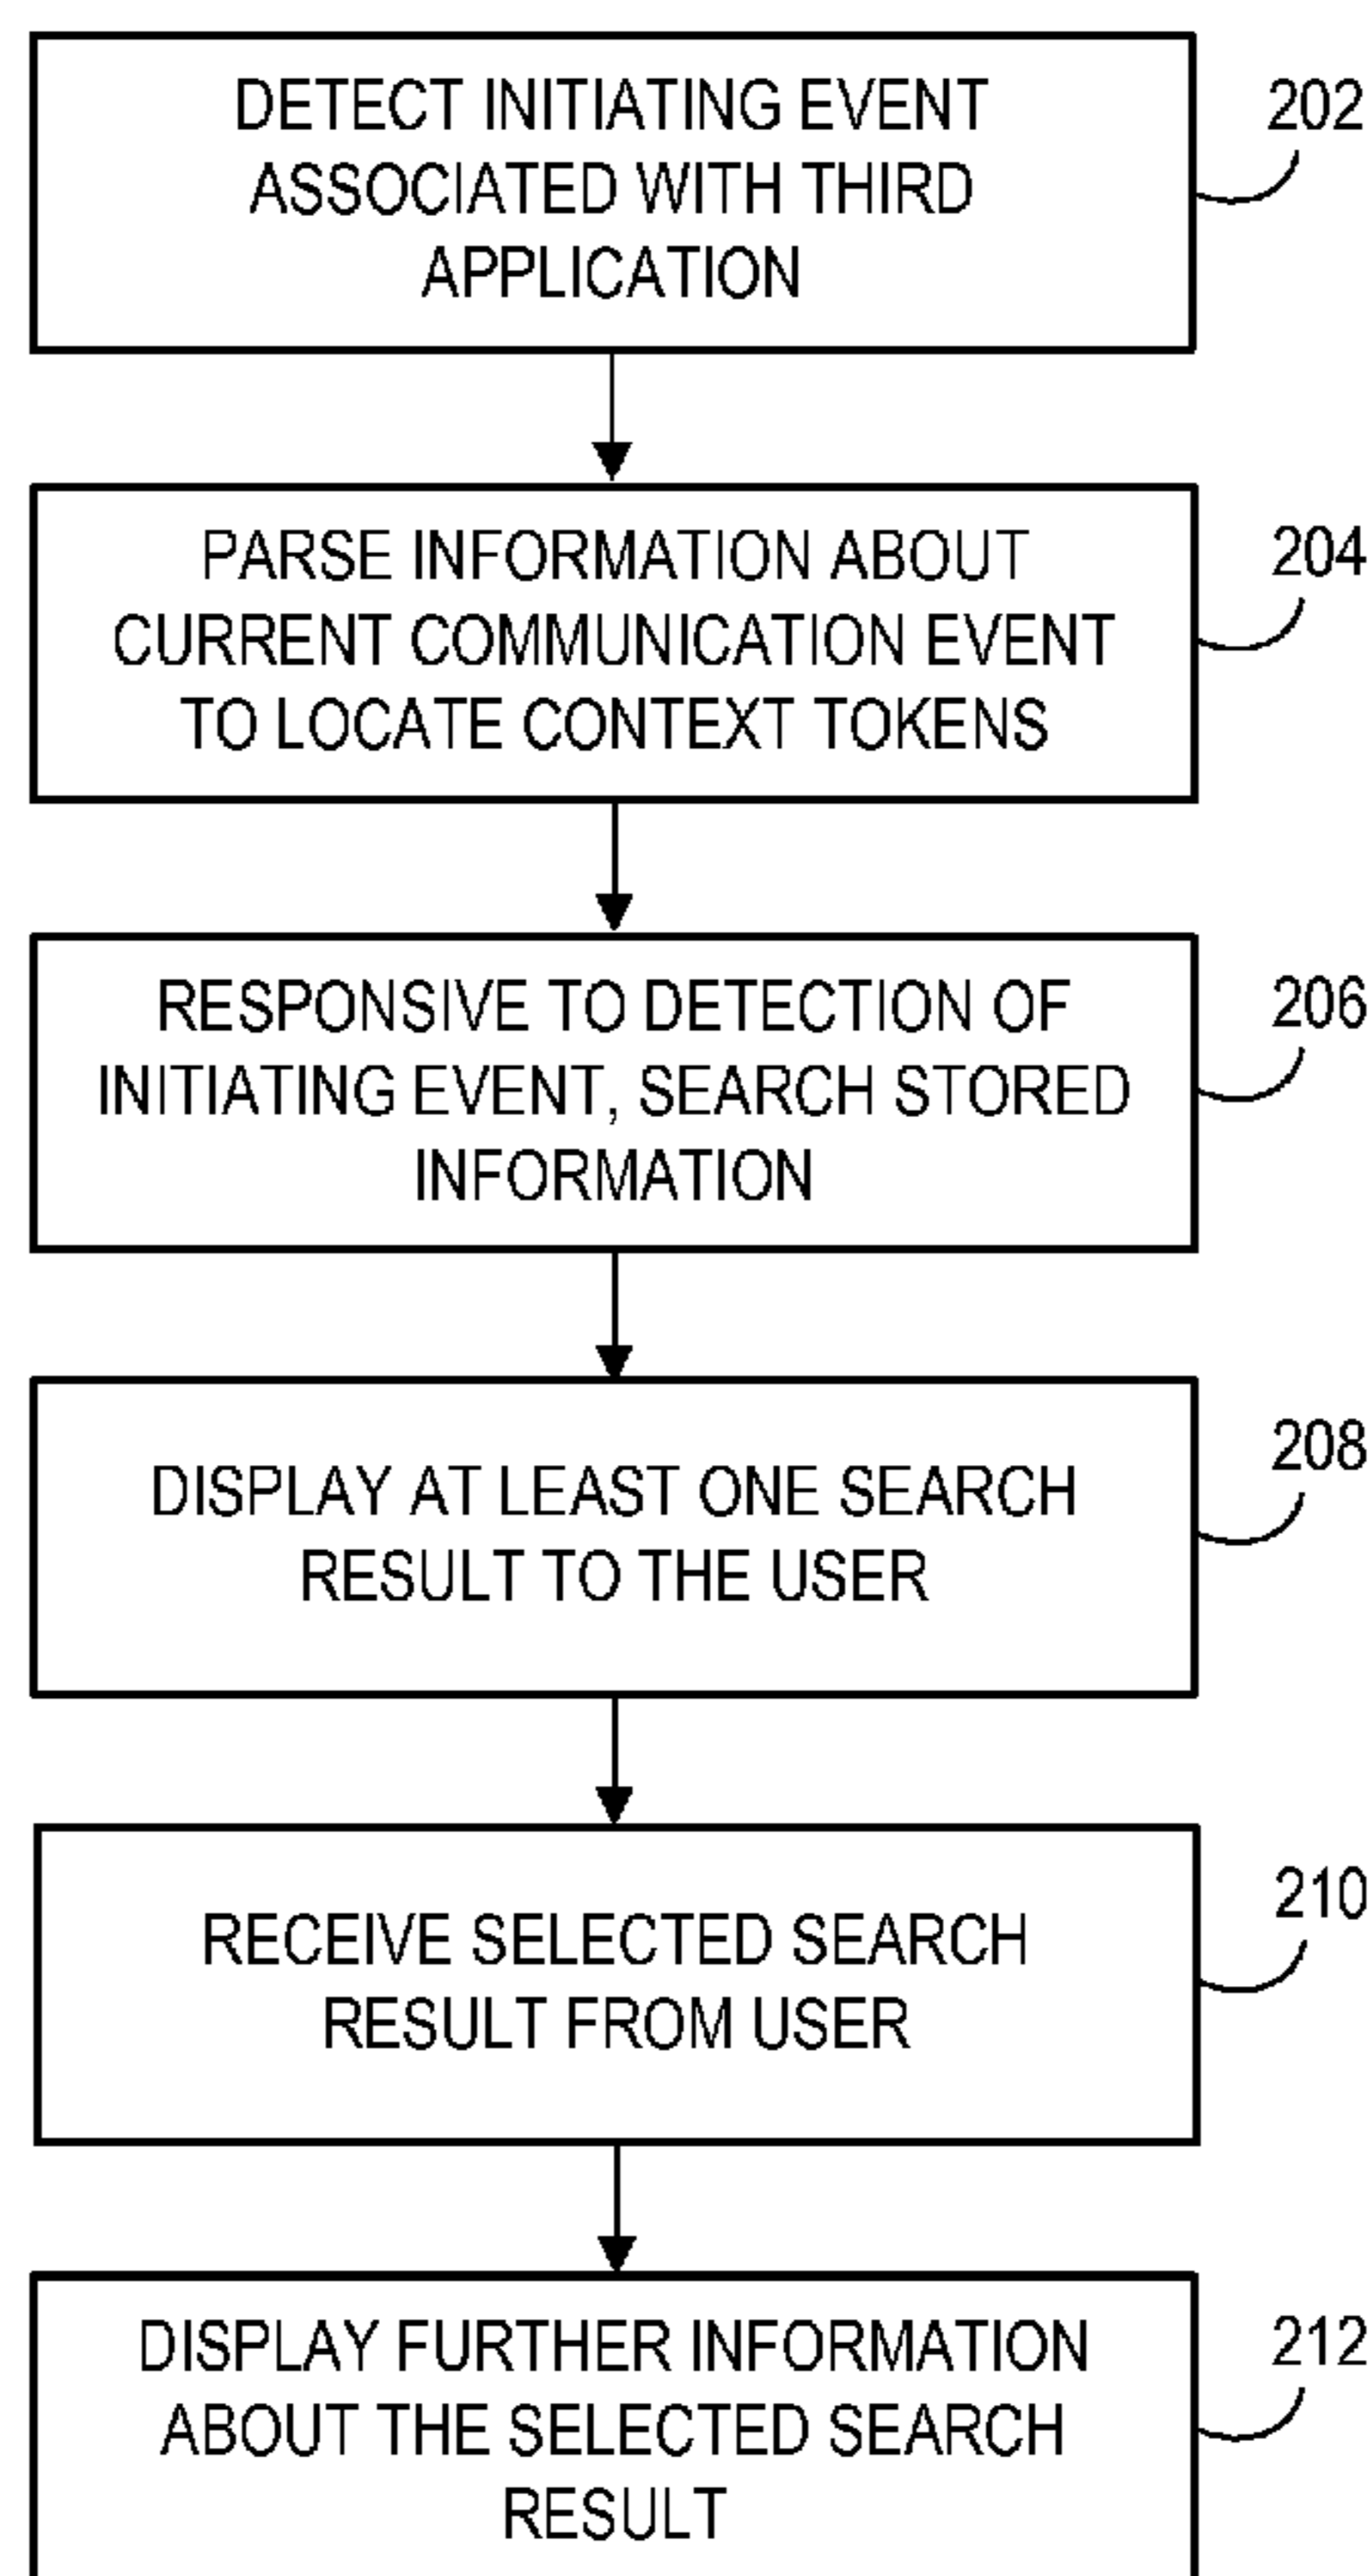 DETECT INITIATING EVENT
ASSOCIATED WITH THIRD
APPLICATION
202
PARSE INFORMATION ABOUT
CURRENT COMMUNICATION EVENT
TO LOCATE CONTEXT TOKENS
204
RESPONSIVE TO DETECTION OF
INITIATING EVENT, SEARCH STORED
INFORMATION
206
DISPLAY AT LEAST ONE SEARCH
RESULT TO THE USER
208
RECEIVE SELECTED SEARCH
RESULT FROM USER
210
DISPLAY FURTHER INFORMATION
ABOUT THE SELECTED SEARCH
RESULT
212